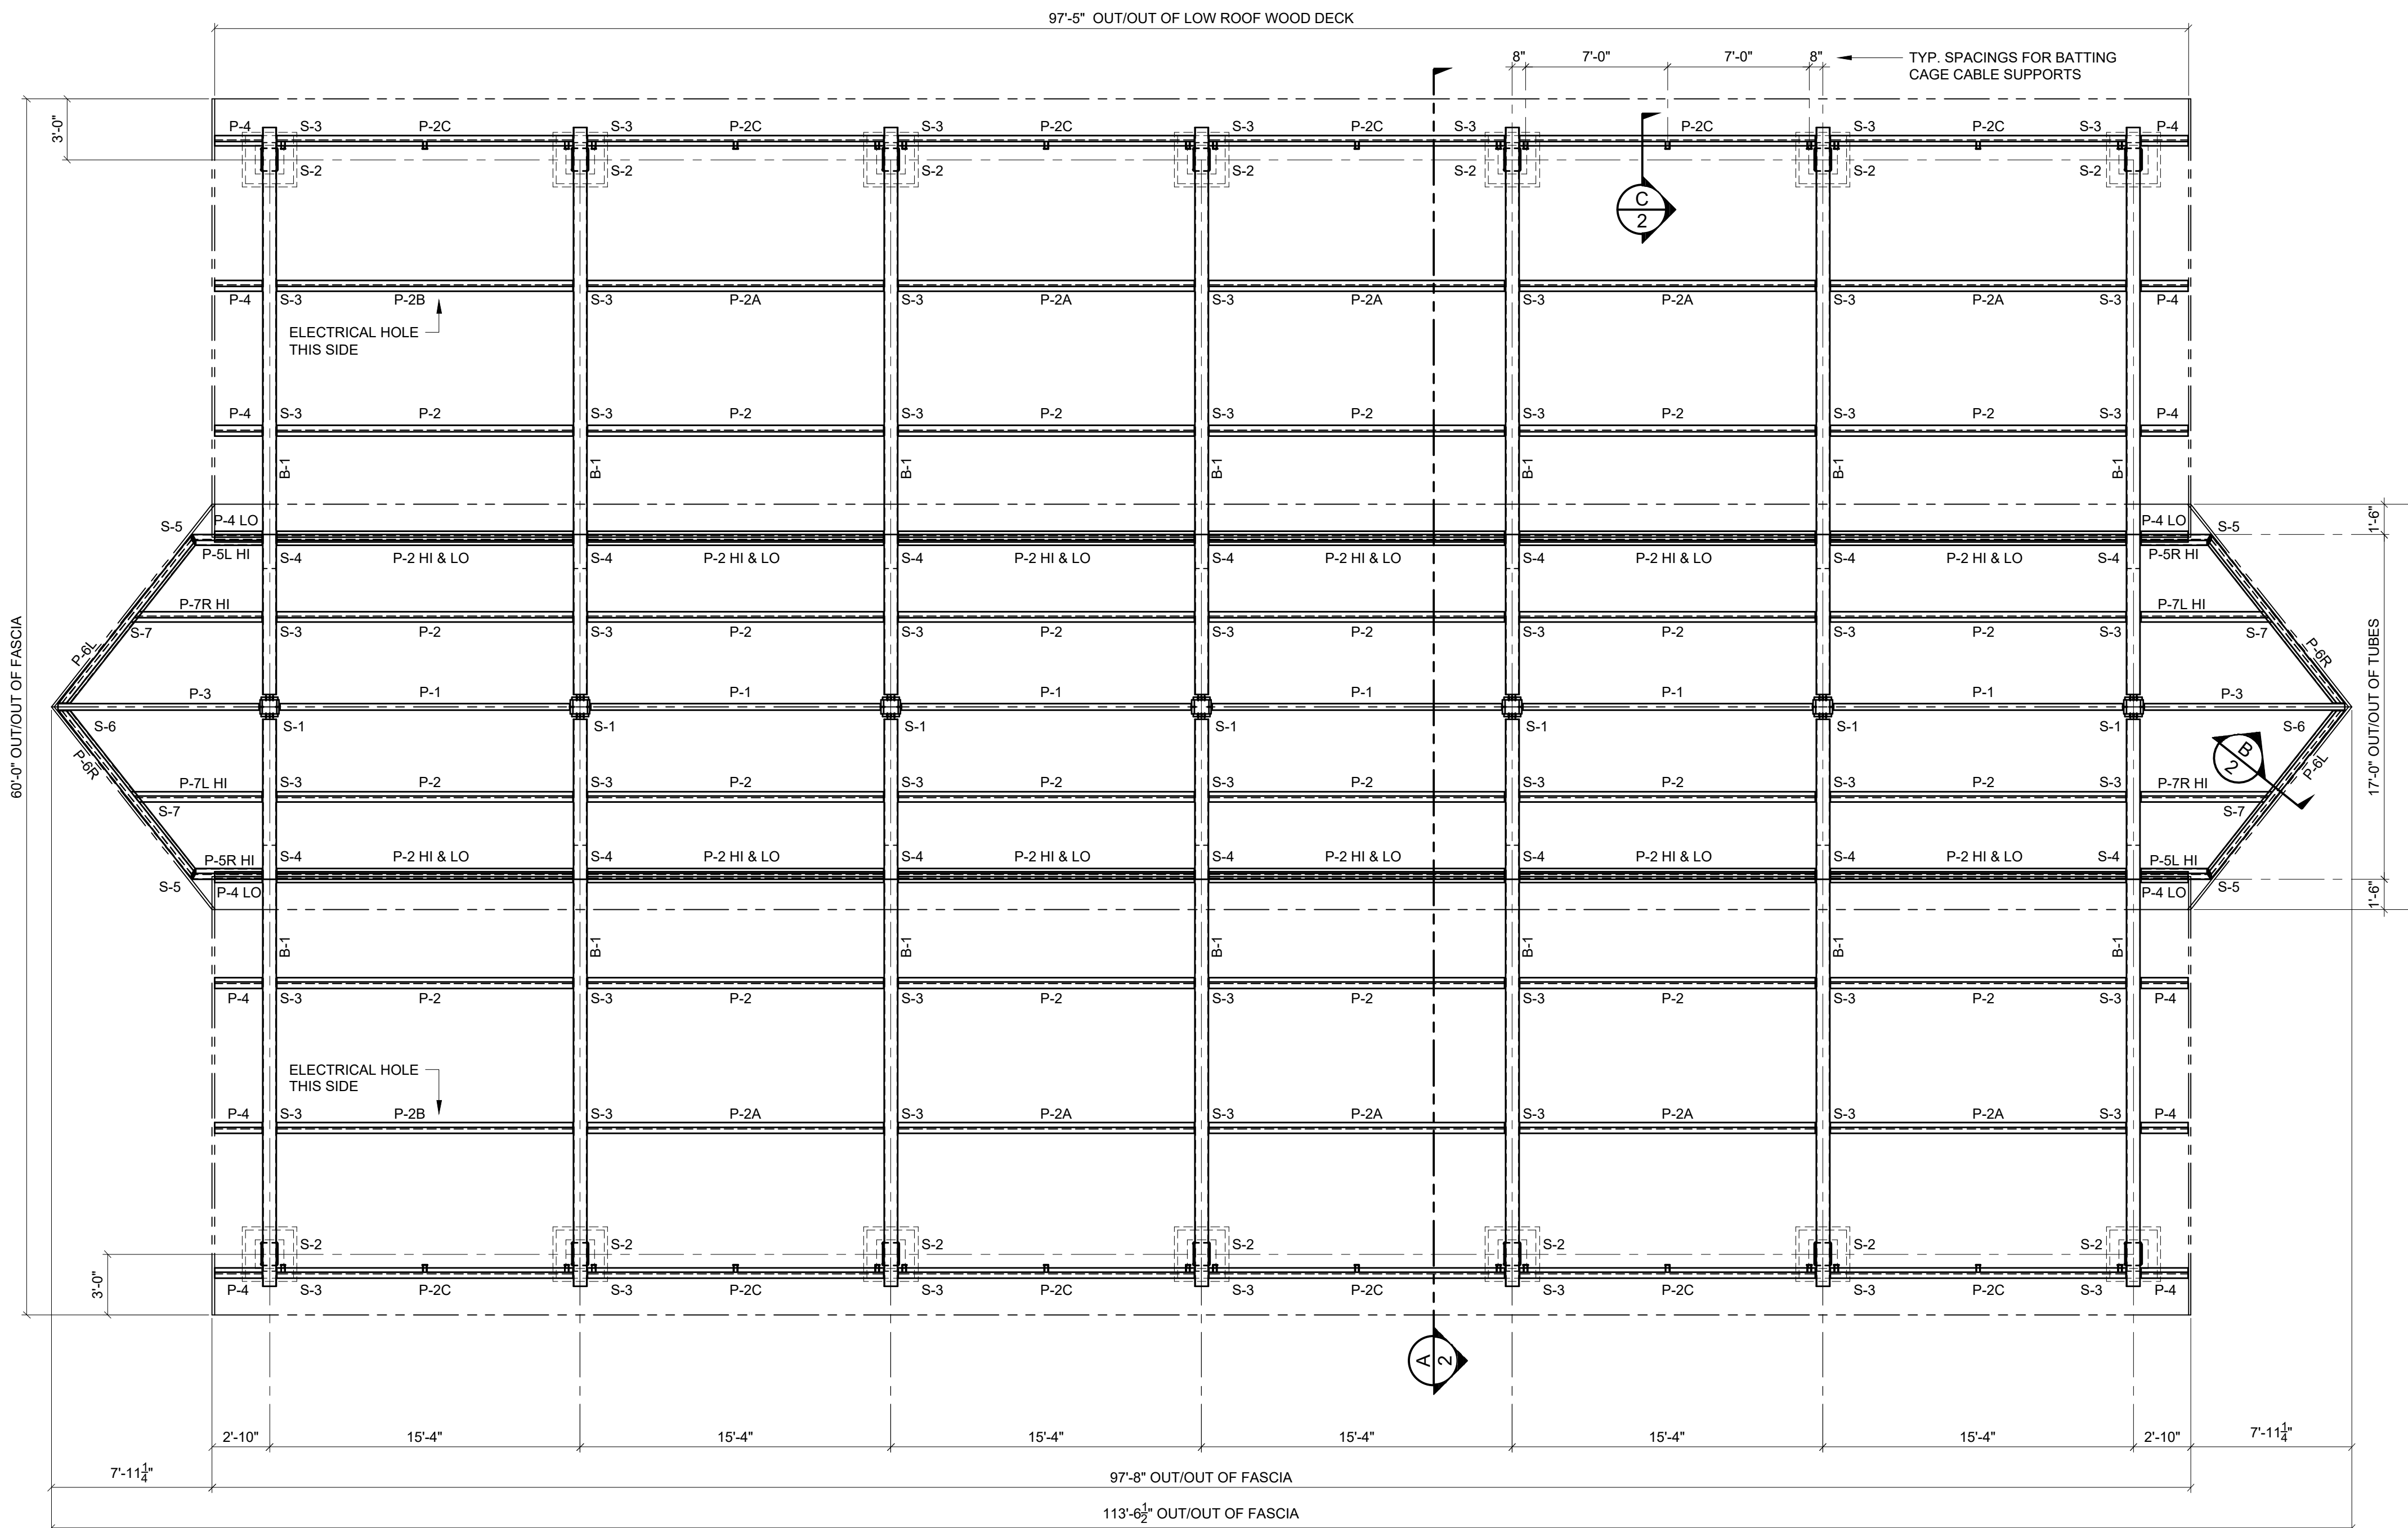 97'-5" OUT/OUT OF LOW ROOF WOOD DECK
8" 7'-0" 7'-0" 8" TYP. SPACINGS FOR BATTING
CAGE CABLE SUPPORTS
3'-0"
P-4 S-3 P-2C S-3 P-2C S-3 P-2C S-3 P-2C S-3 P-2C S-3 P-2C S-3 P-4
S-2 S-2 S-2 S-2 S-2 S-2 S-2
C
2
P-4 S-3 P-2B S-3 P-2A S-3 P-2A S-3 P-2A S-3 P-2A S-3 P-2A S-3 P-4
ELECTRICAL HOLE
THIS SIDE
P-4 S-3 P-2 S-3 P-2 S-3 P-2 S-3 P-2 S-3 P-2 S-3 P-2 S-3 P-4
B-1 B-1 B-1 B-1 B-1 B-1 B-1
S-5 P-4 LO P-4 LO S-5 1'-6"
P-5L HI S-4 P-2 HI & LO S-4 P-2 HI & LO S-4 P-2 HI & LO S-4 P-2 HI & LO S-4 P-2 HI & LO S-4 P-2 HI & LO S-4 P-5R HI
P-7R HI P-7L HI
S-7 S-3 P-2 S-3 P-2 S-3 P-2 S-3 P-2 S-3 P-2 S-3 P-2 S-3 S-7
P-6L P-6R
60'-0" OUT/OUT OF FASCIA
17'-0" OUT/OUT OF TUBES
P-3 P-1 P-1 P-1 P-1 P-1 P-1 P-3
S-6 S-1 S-1 S-1 S-1 S-1 S-1 S-1 S-6
P-6R P-6L
B
2
P-7L HI S-3 P-2 S-3 P-2 S-3 P-2 S-3 P-2 S-3 P-2 S-3 P-2 S-3 P-7R HI
S-7 S-7
P-5R HI S-4 P-2 HI & LO S-4 P-2 HI & LO S-4 P-2 HI & LO S-4 P-2 HI & LO S-4 P-2 HI & LO S-4 P-2 HI & LO S-4 P-5L HI
S-5 P-4 LO P-4 LO S-5 1'-6"
B-1 B-1 B-1 B-1 B-1 B-1 B-1
P-4 S-3 P-2 S-3 P-2 S-3 P-2 S-3 P-2 S-3 P-2 S-3 P-2 S-3 P-4
ELECTRICAL HOLE
THIS SIDE
P-4 S-3 P-2B S-3 P-2A S-3 P-2A S-3 P-2A S-3 P-2A S-3 P-2A S-3 P-4
S-2 S-2 S-2 S-2 S-2 S-2 S-2
3'-0"
P-4 S-3 P-2C S-3 P-2C S-3 P-2C S-3 P-2C S-3 P-2C S-3 P-2C S-3 P-4
A
2
2'-10" 15'-4" 15'-4" 15'-4" 15'-4" 15'-4" 15'-4" 2'-10" 7'-11 1/4"
7'-11 1/4" 97'-8" OUT/OUT OF FASCIA
113'-6 1/2" OUT/OUT OF FASCIA